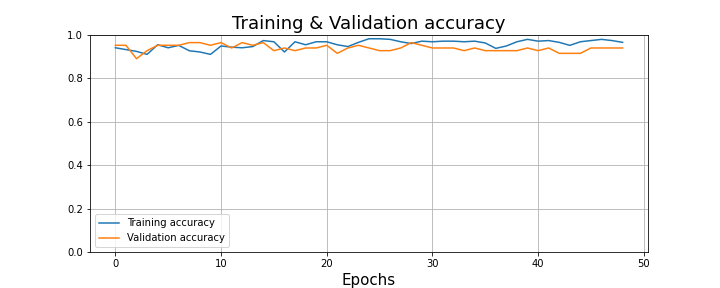 Training & Validation accuracy
1.0
0.8
0.6
0.4
0.2
0.0
Training accuracy
Validation accuracy
0 10 20 30 40 50
Epochs